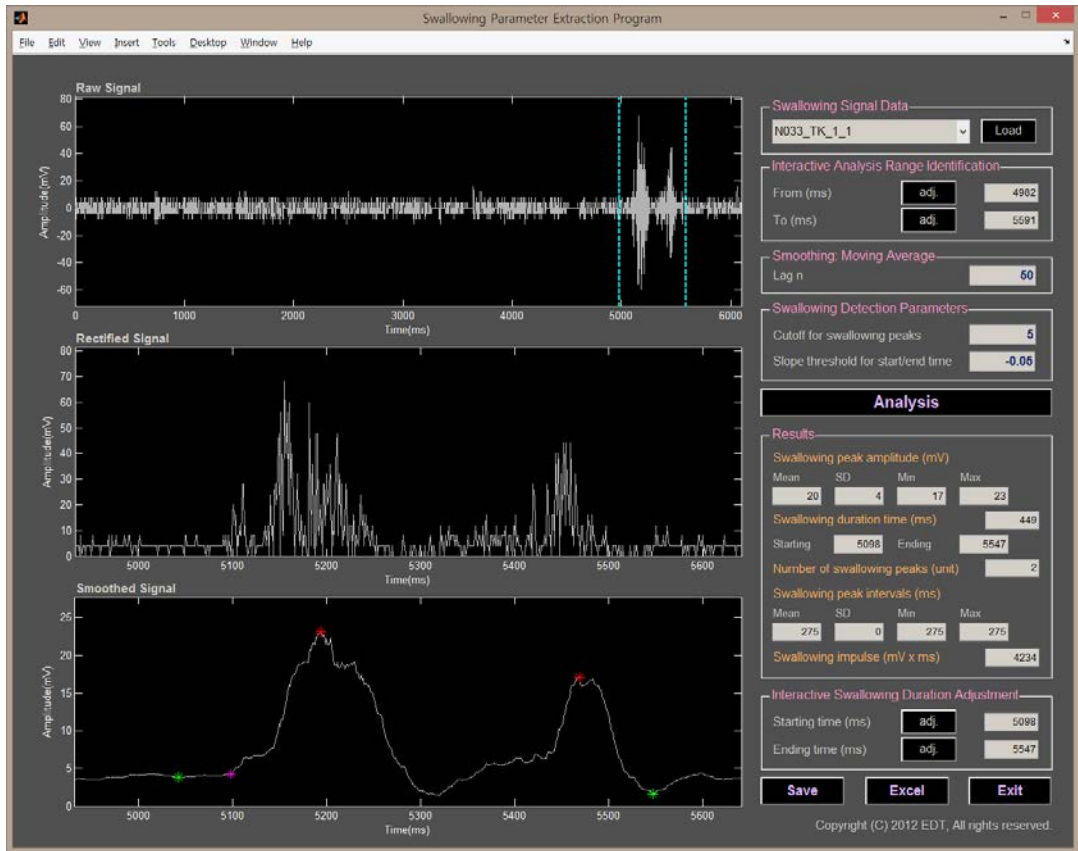 Swallowing Parameter Extraction Program
File Edit View Insert Tools Desktop Window Help
Raw Signal
80
60
40
20
0
-20
-40
-60
Amplitude(mV)
0 1000 2000 3000 4000 5000 6000
Time(ms)
Rectified Signal
80
70
60
50
40
30
20
10
0
Amplitude(mV)
5000 5100 5200 5300 5400 5500 5600
Time(ms)
Smoothed Signal
25
20
15
10
5
0
Amplitude(mV)
5000 5100 5200 5300 5400 5500 5600
Time(ms)
Swallowing Signal Data
N033_TK_1_1 Load
Interactive Analysis Range Identification
From (ms) adj. 4982
To (ms) adj. 5591
Smoothing: Moving Average
Lag n 50
Swallowing Detection Parameters
Cutoff for swallowing peaks 5
Slope threshold for start/end time -0.05
Analysis
Results
Swallowing peak amplitude (mV)
Mean SD Min Max
20 4 17 23
Swallowing duration time (ms) 449
Starting 5098 Ending 5547
Number of swallowing peaks (unit) 2
Swallowing peak intervals (ms)
Mean SD Min Max
275 0 275 275
Swallowing impulse (mV x ms) 4234
Interactive Swallowing Duration Adjustment
Starting time (ms) adj. 5098
Ending time (ms) adj. 5547
Save Excel Exit
Copyright (C) 2012 EDT, All rights reserved.